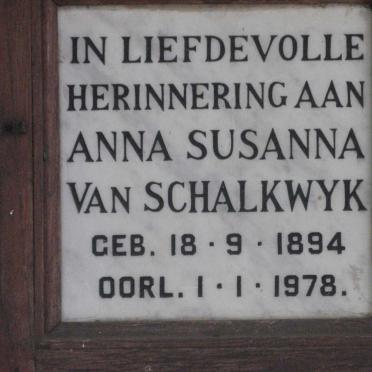 IN LIEFDEVOLLE
HERINNERING AAN
ANNA SUSANNA
VAN SCHALKWYK
GEB. 18 · 9 · 1894
OORL. 1 · 1 · 1978.